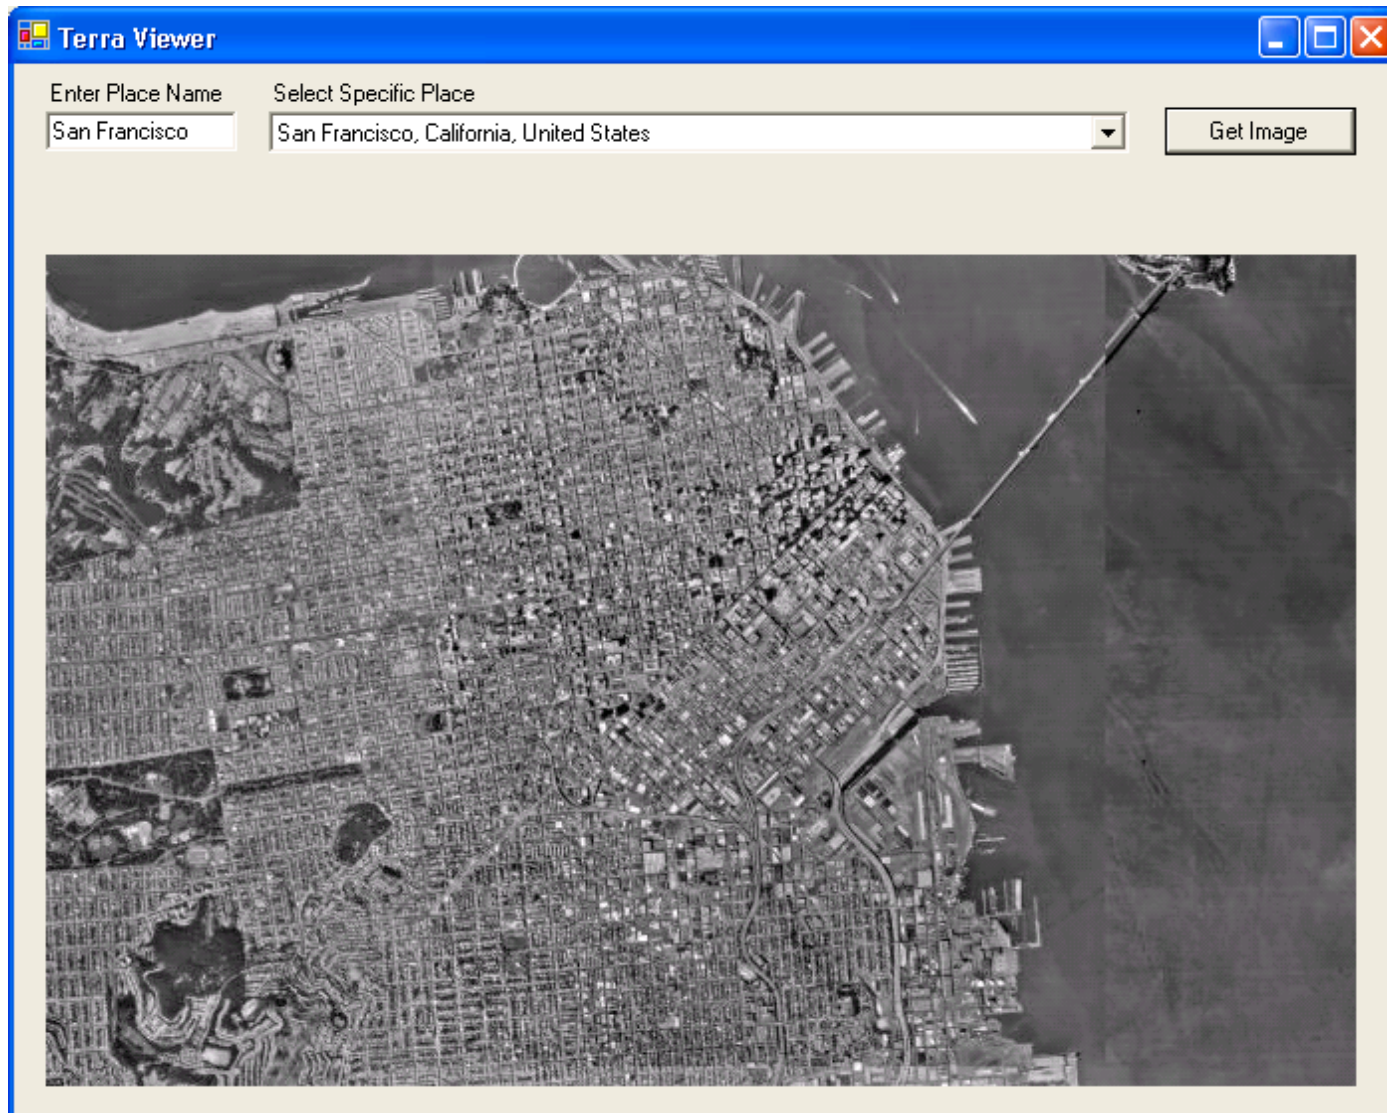 Terra Viewer
Enter Place Name
Select Specific Place
San Francisco
San Francisco, California, United States
Get Image